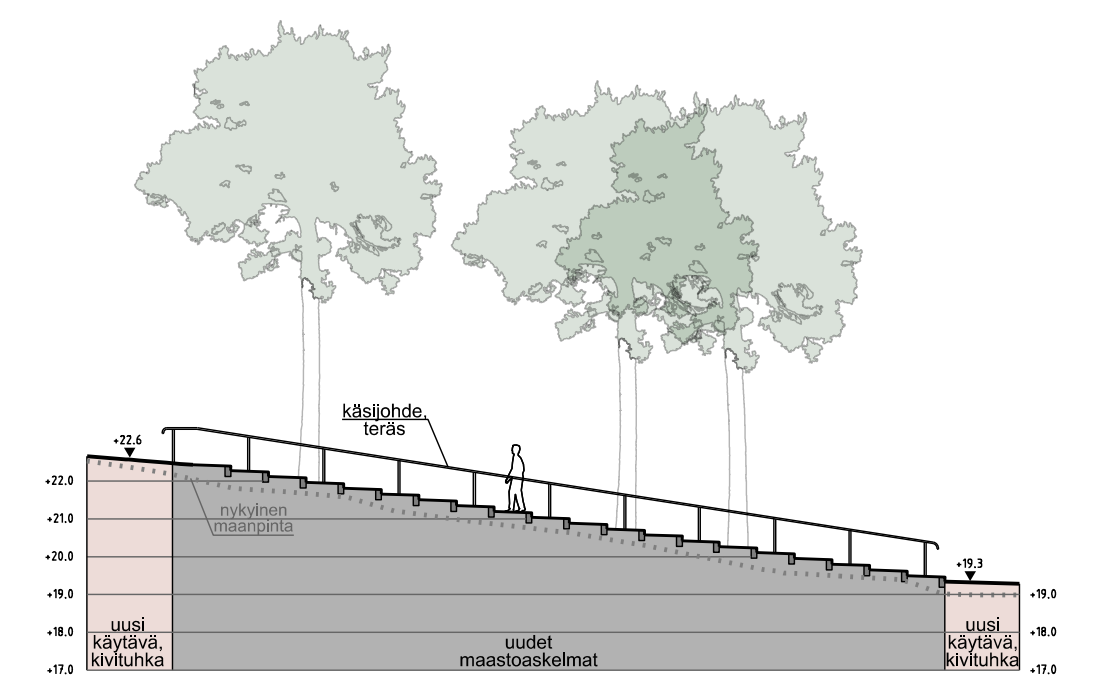 käsijohde,
teräs
+22.6
+22.0
nykyinen
maanpinta
+21.0
+20.0
+19.3
+19.0
+19.0
uusi
käytävä,
kivituhka
+18.0
uudet
maastoaskelmat
uusi
käytävä,
kivituhka
+18.0
+17.0
+17.0